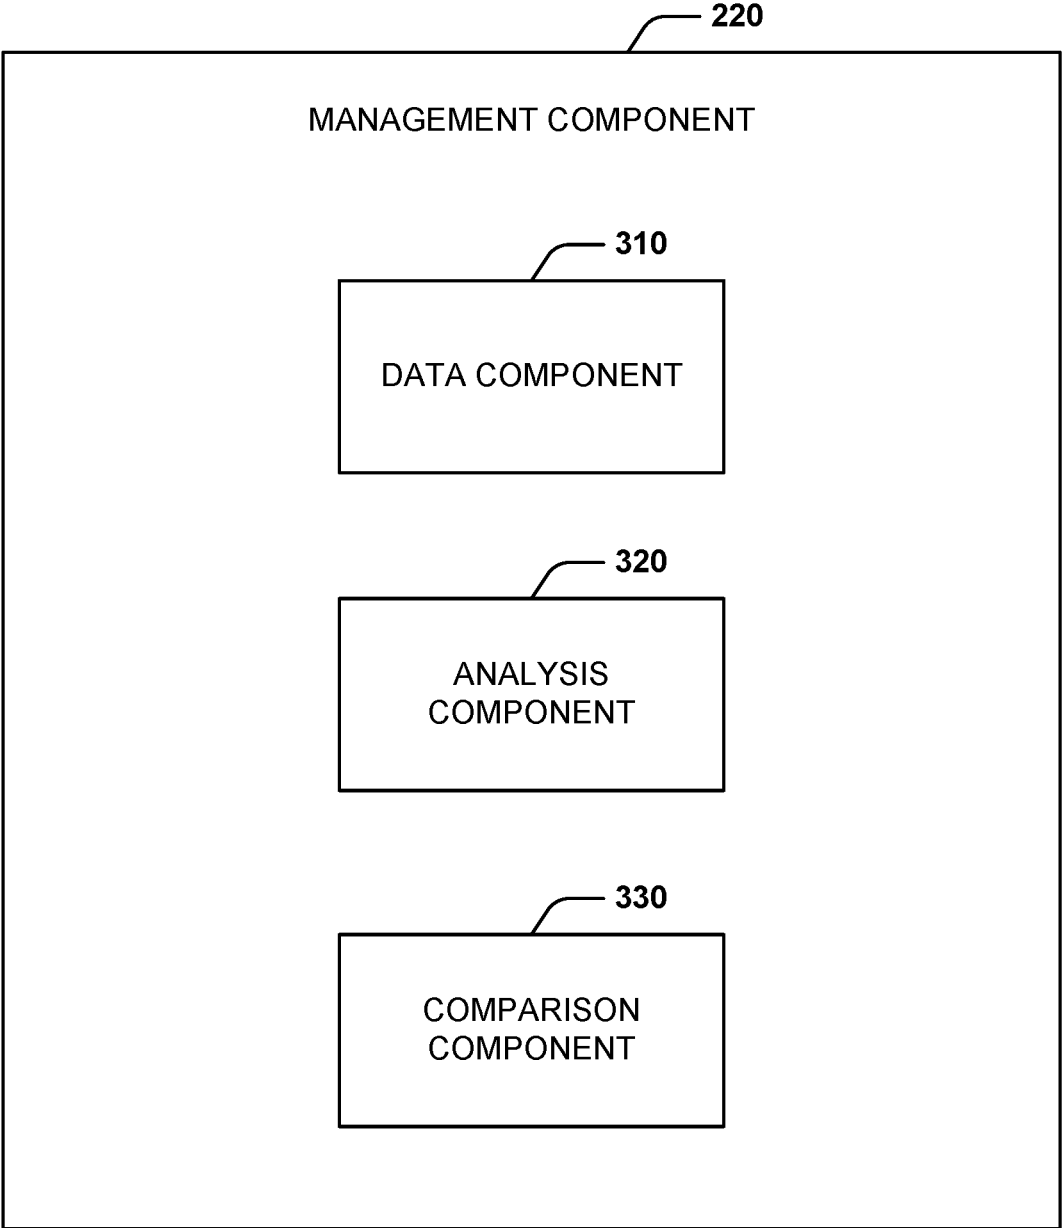 220
MANAGEMENT COMPONENT
310
DATA COMPONENT
320
ANALYSIS
COMPONENT
330
COMPARISON
COMPONENT